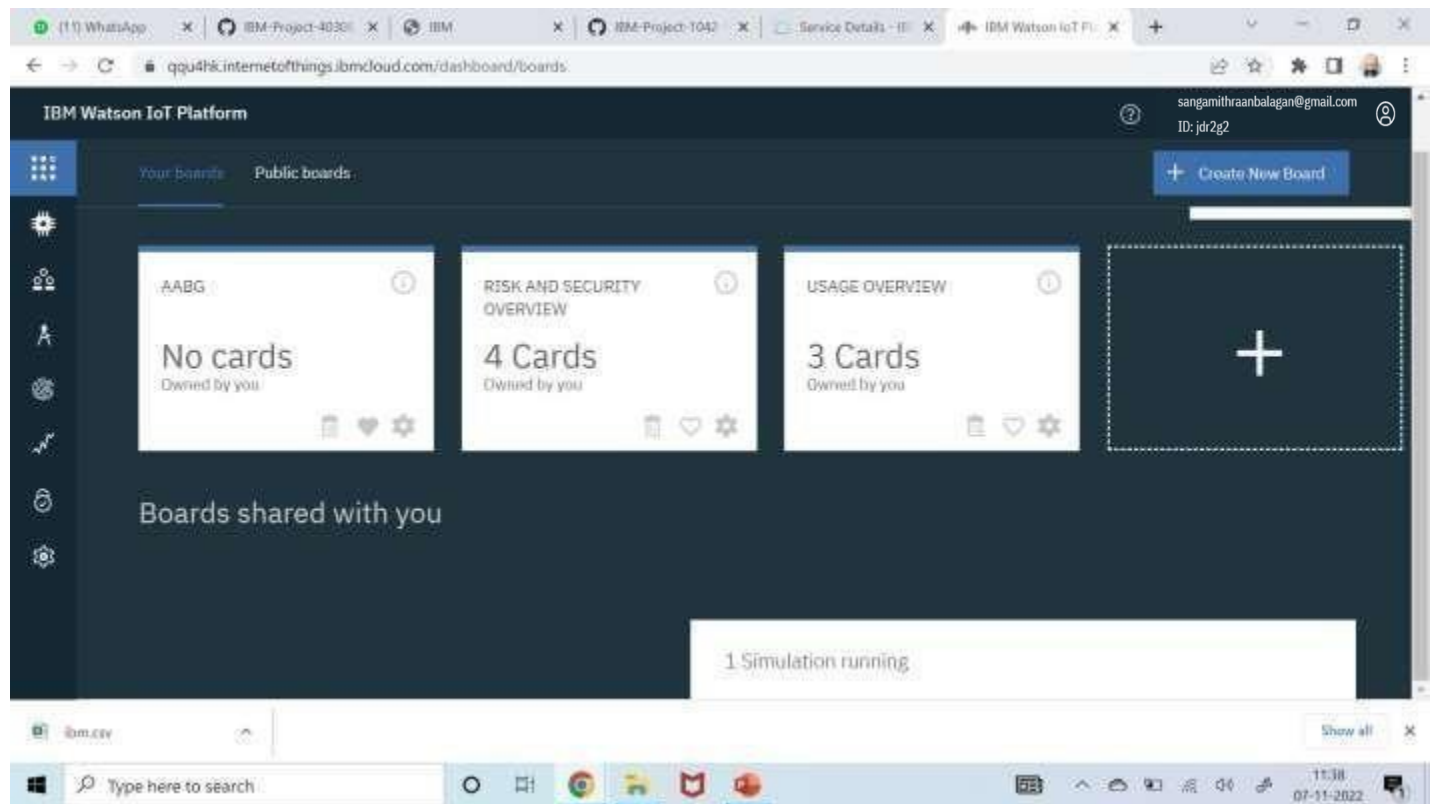 (11) WhatsApp
IBM-Project-4030
IBM
IBM-Project-1042
Service Details - IB
IBM Watson IoT Pl
qqu4hk.internetofthings.ibmcloud.com/dashboard/boards
IBM Watson IoT Platform
sangamithraanbalagan@gmail.com
ID: jdr2g2
Your boards
Public boards
+ Create New Board
AABG
No cards
Owned by you
RISK AND SECURITY
OVERVIEW
4 Cards
Owned by you
USAGE OVERVIEW
3 Cards
Owned by you
Boards shared with you
1 Simulation running
ibm.csv
Show all
Type here to search
11:38
07-11-2022